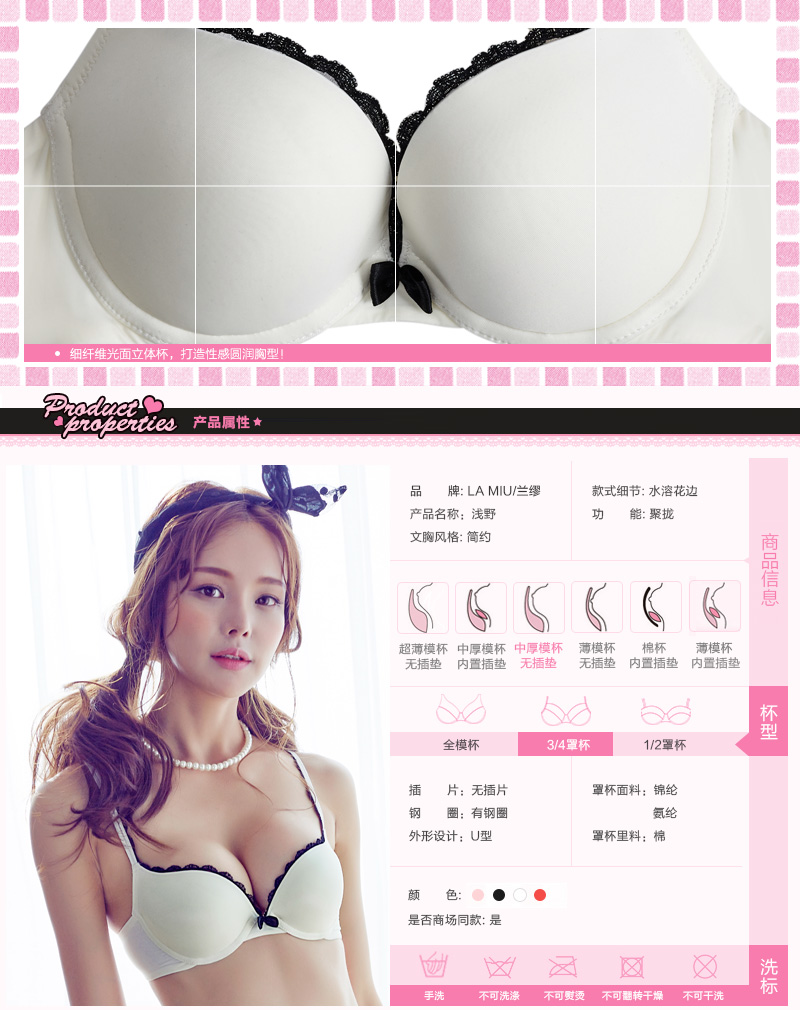 细纤维光面立体杯，打造性感圆润胸型！
Product
properties
产品属性
品 牌: LA MIU/兰缪
产品名称：浅野
文胸风格: 简约
款式细节: 水溶花边
功 能: 聚拢
商品信息
超薄模杯
无插垫
中厚模杯
内置插垫
中厚模杯
无插垫
薄模杯
无插垫
棉杯
内置插垫
薄模杯
内置插垫
全模杯
3/4罩杯
1/2罩杯
杯型
插 片：无插片
钢 圈：有钢圈
外形设计：U型
罩杯面料：锦纶
氨纶
罩杯里料：棉
颜 色:
是否商场同款: 是
手洗
不可洗涤
不可熨烫
不可翻转干燥
不可干洗
洗标